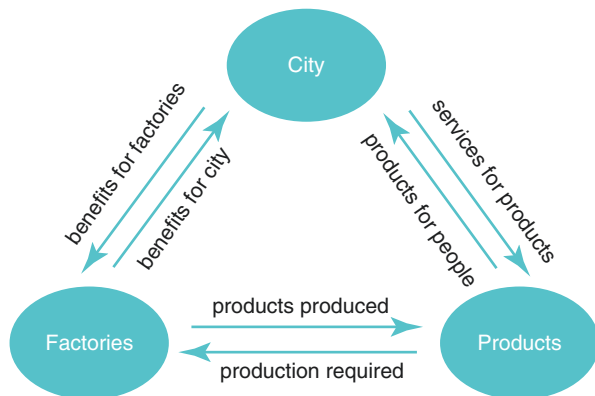 City
benefits for factories
benefits for city
services for products
products for people
products produced
Factories
Products
production required